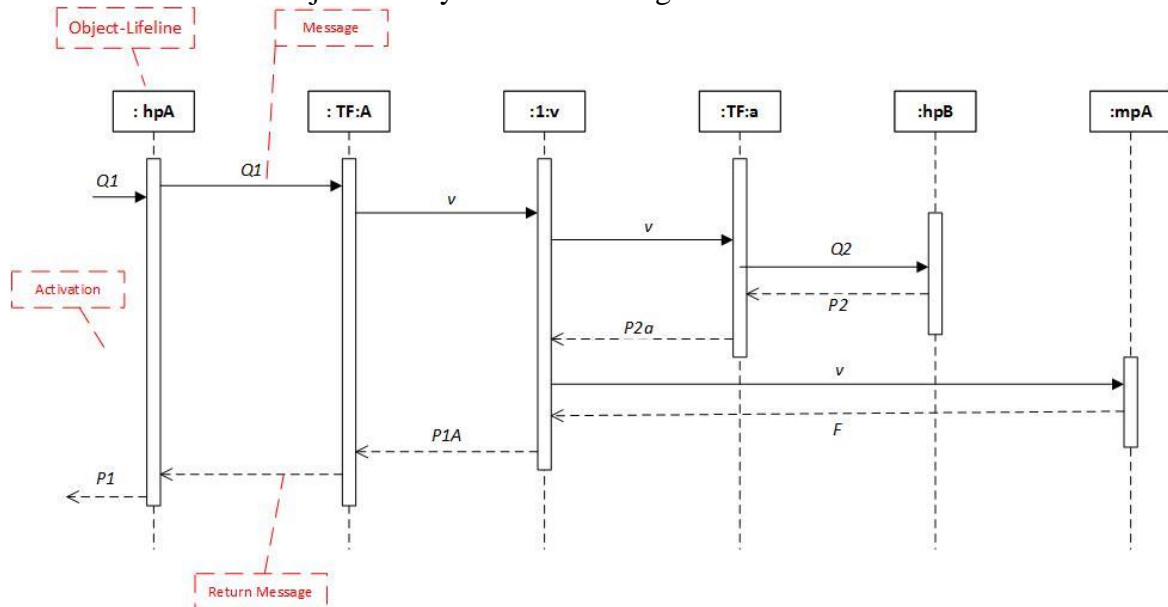 Object-Lifeline
Message
: hpA
: TF:A
:1:v
:TF:a
:hpB
:mpA
Q1
Q1
v
v
Q2
Activation
P2
P2a
v
F
P1A
P1
Return Message